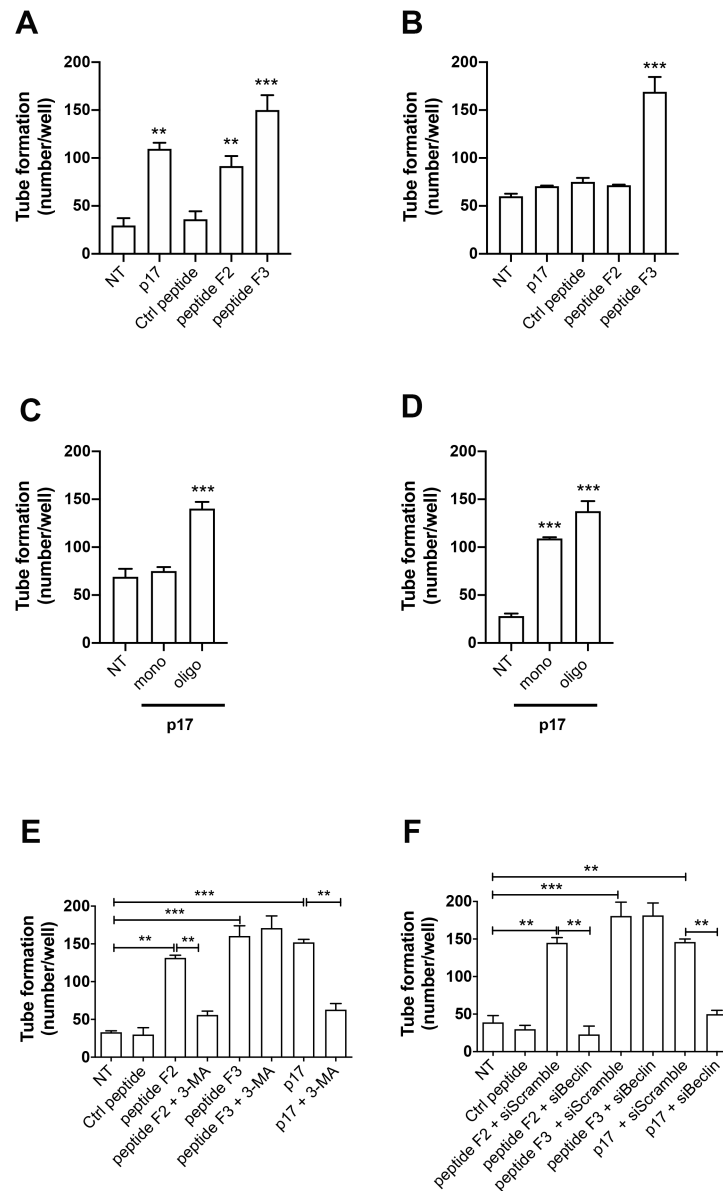 A
Tube formation
(number/well)
200
150
100
50
0
**
**
***
NT
p17
Ctrl peptide
peptide F2
peptide F3
B
Tube formation
(number/well)
200
150
100
50
0
***
NT
p17
Ctrl peptide
peptide F2
peptide F3
C
Tube formation
(number/well)
200
150
100
50
0
***
NT
mono
oligo
p17
D
Tube formation
(number/well)
200
150
100
50
0
***
***
NT
mono
oligo
p17
E
Tube formation
(number/well)
200
150
100
50
0
*** **
***
** **
NT
Ctrl peptide
peptide F2
peptide F2 + 3-MA
peptide F3
peptide F3 + 3-MA
p17
p17 + 3-MA
F
Tube formation
(number/well)
200
150
100
50
0
**
***
** ** **
NT
Ctrl peptide
peptide F2 + siScramble
peptide F2 + siBeclin
peptide F3 + siScramble
peptide F3 + siBeclin
p17 + siScramble
p17 + siBeclin